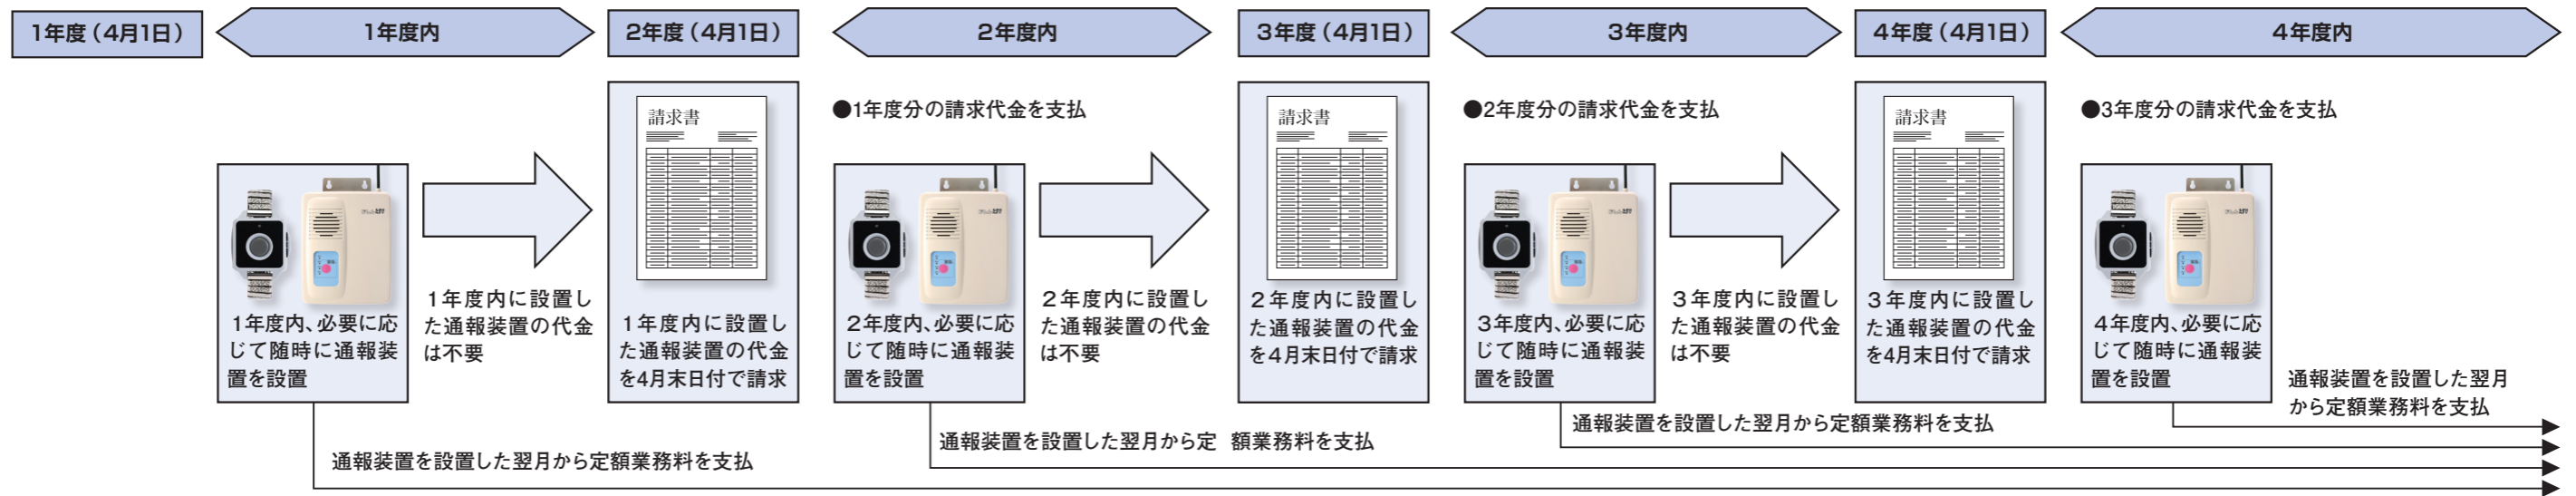 1年度（4月1日）
1年度内
2年度（4月1日）
2年度内
3年度（4月1日）
3年度内
4年度（4月1日）
4年度内
1年度内、必要に応
じて随時に通報装
置を設置
1年度内に設置し
た通報装置の代金
は不要
請求書
1年度内に設置し
た通報装置の代金
を4月末日付で請求
●1年度分の請求代金を支払
2年度内、必要に応
じて随時に通報装
置を設置
2年度内に設置し
た通報装置の代金
は不要
請求書
2年度内に設置し
た通報装置の代金
を4月末日付で請求
●2年度分の請求代金を支払
3年度内、必要に応
じて随時に通報装
置を設置
3年度内に設置し
た通報装置の代金
は不要
請求書
3年度内に設置し
た通報装置の代金
を4月末日付で請求
●3年度分の請求代金を支払
4年度内、必要に応
じて随時に通報装
置を設置
通報装置を設置した翌月
から定額業務料を支払
通報装置を設置した翌月から定額業務料を支払
通報装置を設置した翌月から定 額業務料を支払
通報装置を設置した翌月から定額業務料を支払